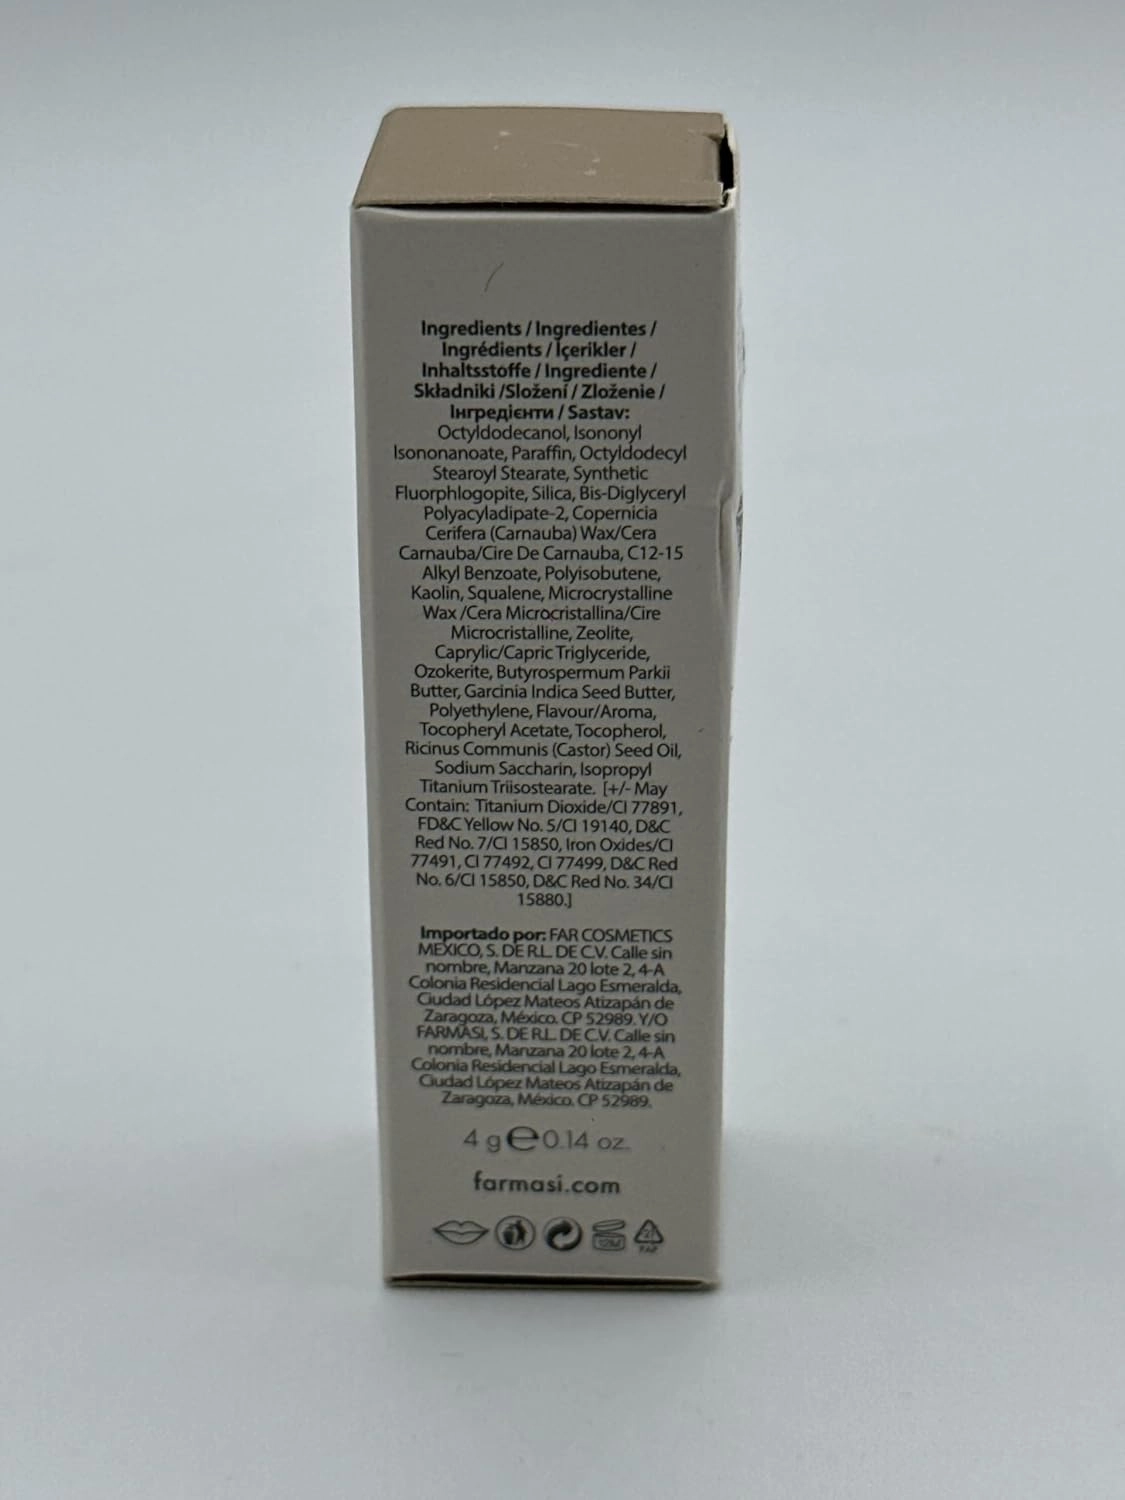 Ingredients / Ingredientes /
Ingrédients / İçerikler /
Inhaltsstoffe / Ingrediente /
Składniki /Složení / Zloženie /
Інгредієнти / Sastav:
Octyldodecanol, Isononyl
Isononanoate, Paraffin, Octyldodecyl
Stearoyl Stearate, Synthetic
Fluorphlogopite, Silica, Bis-Diglyceryl
Polyacyladipate-2, Copernicia
Cerifera (Carnauba) Wax/Cera
Carnauba/Cire De Carnauba, C12-15
Alkyl Benzoate, Polyisobutene,
Kaolin, Squalene, Microcrystalline
Wax /Cera Microcristallina/Cire
Microcristalline, Zeolite,
Caprylic/Capric Triglyceride,
Ozokerite, Butyrospermum Parkii
Butter, Garcinia Indica Seed Butter,
Polyethylene, Flavour/Aroma,
Tocopheryl Acetate, Tocopherol,
Ricinus Communis (Castor) Seed Oil,
Sodium Saccharin, Isopropyl
Titanium Triisostearate. [+/- May
Contain: Titanium Dioxide/CI 77891,
FD&C Yellow No. 5/CI 19140, D&C
Red No. 7/CI 15850, Iron Oxides/CI
77491, CI 77492, CI 77499, D&C Red
No. 6/CI 15850, D&C Red No. 34/CI
15880.]
Importado por: FAR COSMETICS
MEXICO, S. DE R.L. DE C.V. Calle sin
nombre, Manzana 20 lote 2, 4-A
Colonia Residencial Lago Esmeralda,
Ciudad López Mateos Atizapán de
Zaragoza, México. CP 52989. Y/O
FARMASİ, S. DE R.L. DE C.V. Calle sin
nombre, Manzana 20 lote 2, 4-A
Colonia Residencial Lago Esmeralda,
Ciudad López Mateos Atizapán de
Zaragoza, México. CP 52989.
4 g e 0.14 oz.
farmasi.com
12M 21 PAP